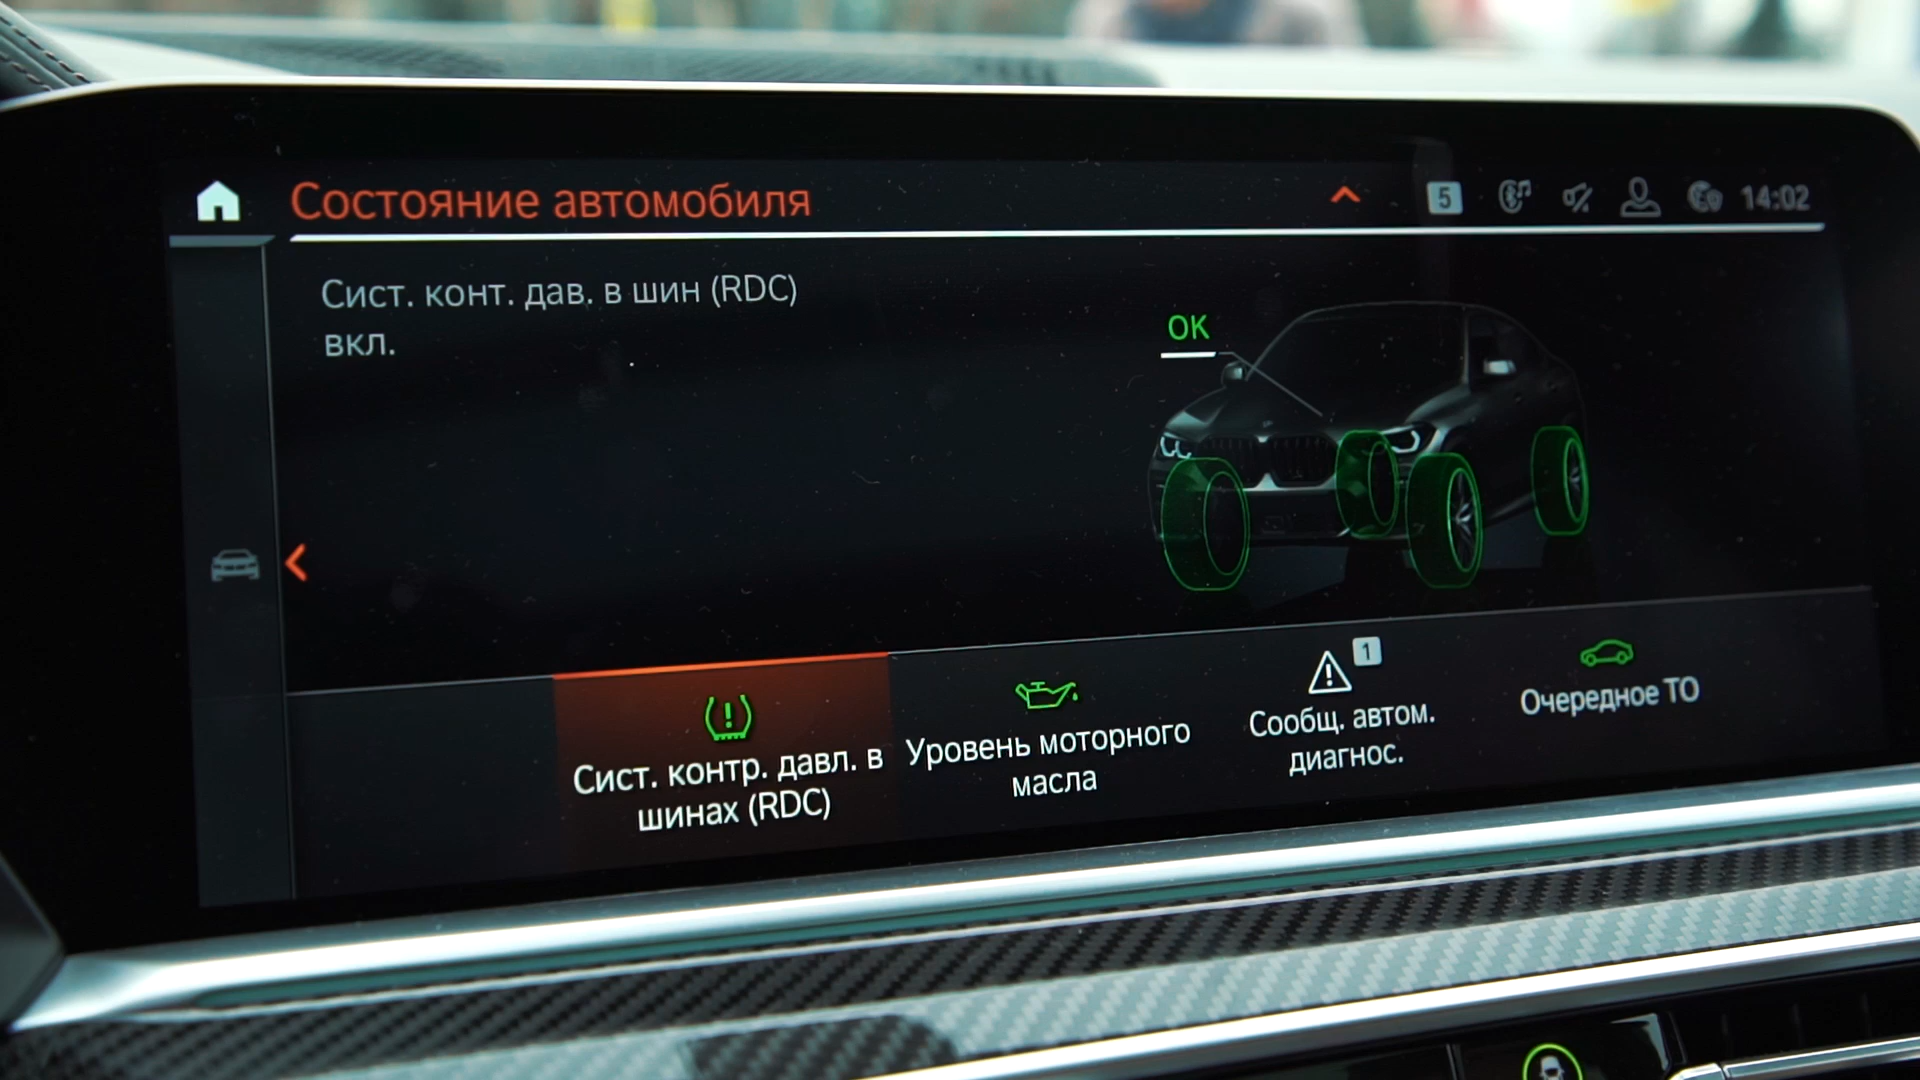 Состояние автомобиля
5
14:02
Сист. конт. дав. в шин (RDC)
вкл.
OK
Сист. контр. давл. в
шинах (RDC)
Уровень моторного
масла
1
Сообщ. автом.
диагнос.
Очередное ТО